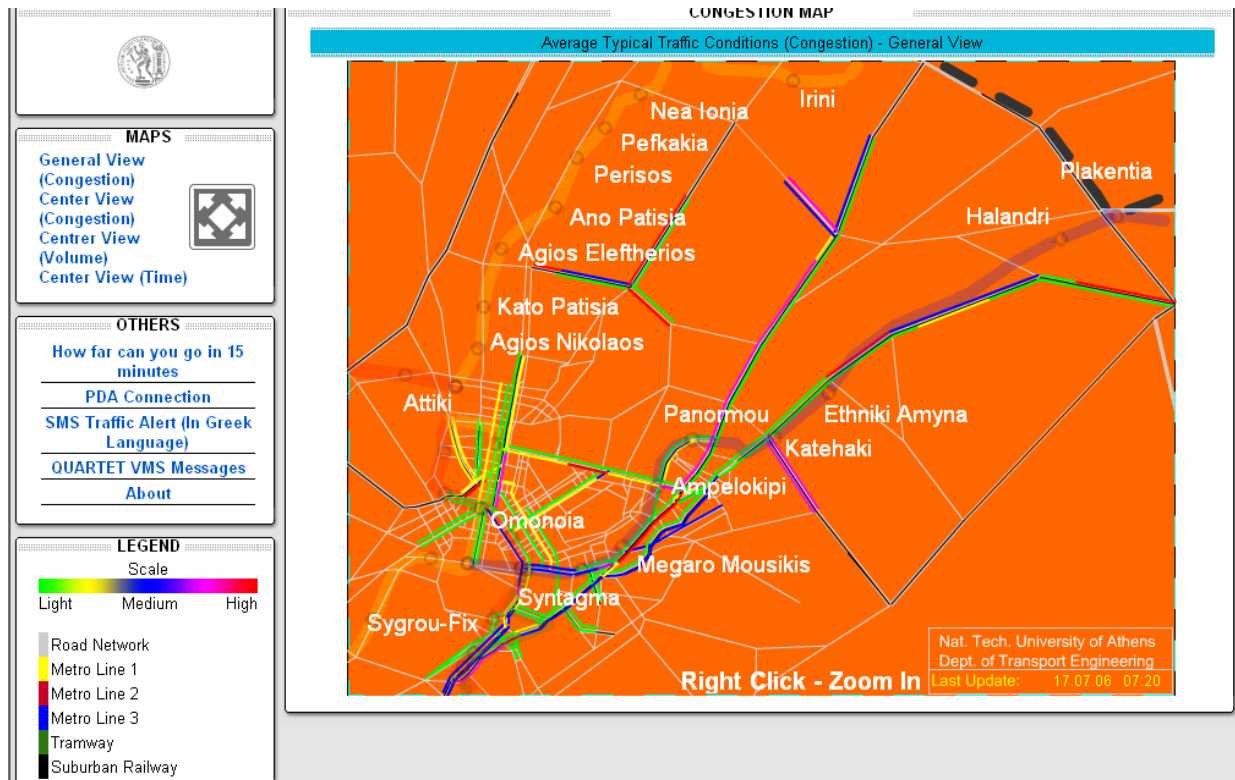 CONGESTION MAP
Average Typical Traffic Conditions (Congestion) - General View
MAPS
General View
(Congestion)
Center View
(Congestion)
Centrer View
(Volume)
Center View (Time)
OTHERS
How far can you go in 15
minutes
PDA Connection
SMS Traffic Alert (In Greek
Language)
QUARTET VMS Messages
About
LEGEND
Scale
Light Medium High
Road Network
Metro Line 1
Metro Line 2
Metro Line 3
Tramway
Suburban Railway
Irini
Nea Ionia
Pefkakia
Perisos
Plakentia
Ano Patisia
Halandri
Agios Eleftherios
Kato Patisia
Agios Nikolaos
Attiki
Panormou
Ethniki Amyna
Katehaki
Ampelokipi
Omonoia
Megaro Mousikis
Syntagma
Sygrou-Fix
Nat. Tech. University of Athens
Dept. of Transport Engineering
Last Update: 17.07.06 07:20
Right Click - Zoom In